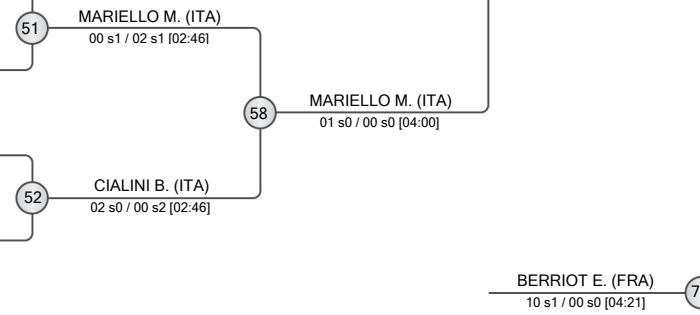 51
MARIELLO M. (ITA)
00 s1 / 02 s1 [02:46]
58
MARIELLO M. (ITA)
01 s0 / 00 s0 [04:00]
52
CIALINI B. (ITA)
02 s0 / 00 s2 [02:46]
BERRIOT E. (FRA)
10 s1 / 00 s0 [04:21]
7